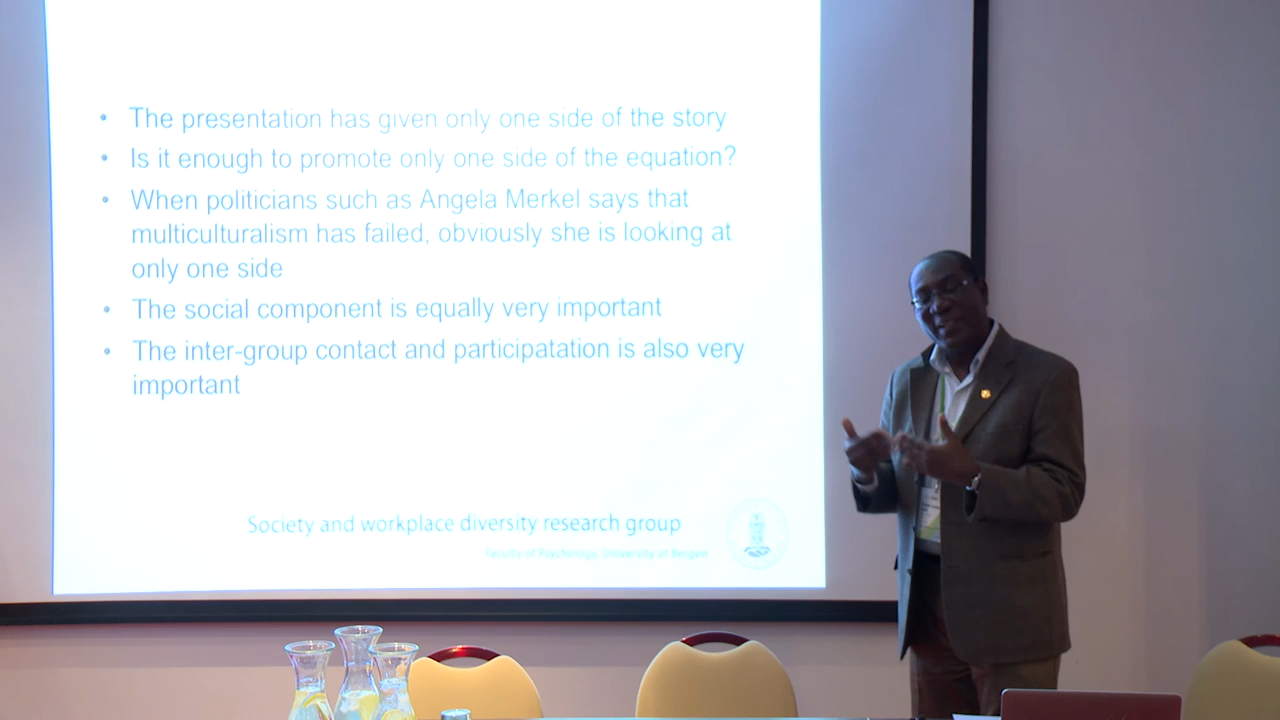 • The presentation has given only one side of the story
• Is it enough to promote only one side of the equation?
• When politicians such as Angela Merkel says that
multiculturalism has failed, obviously she is looking at
only one side
• The social component is equally very important
• The inter-group contact and participatation is also very
important
Society and workplace diversity research group
Faculty of Psychology, University of Bergen